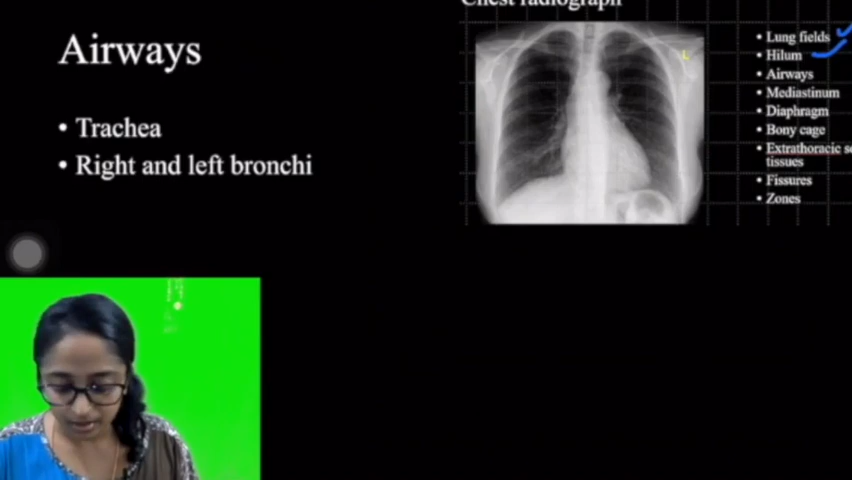 Chest radiograph
Airways
• Trachea
• Right and left bronchi
L
• Lung fields
• Hilum
• Airways
• Mediastinum
• Diaphragm
• Bony cage
• Extrathoracic so
tissues
• Fissures
• Zones